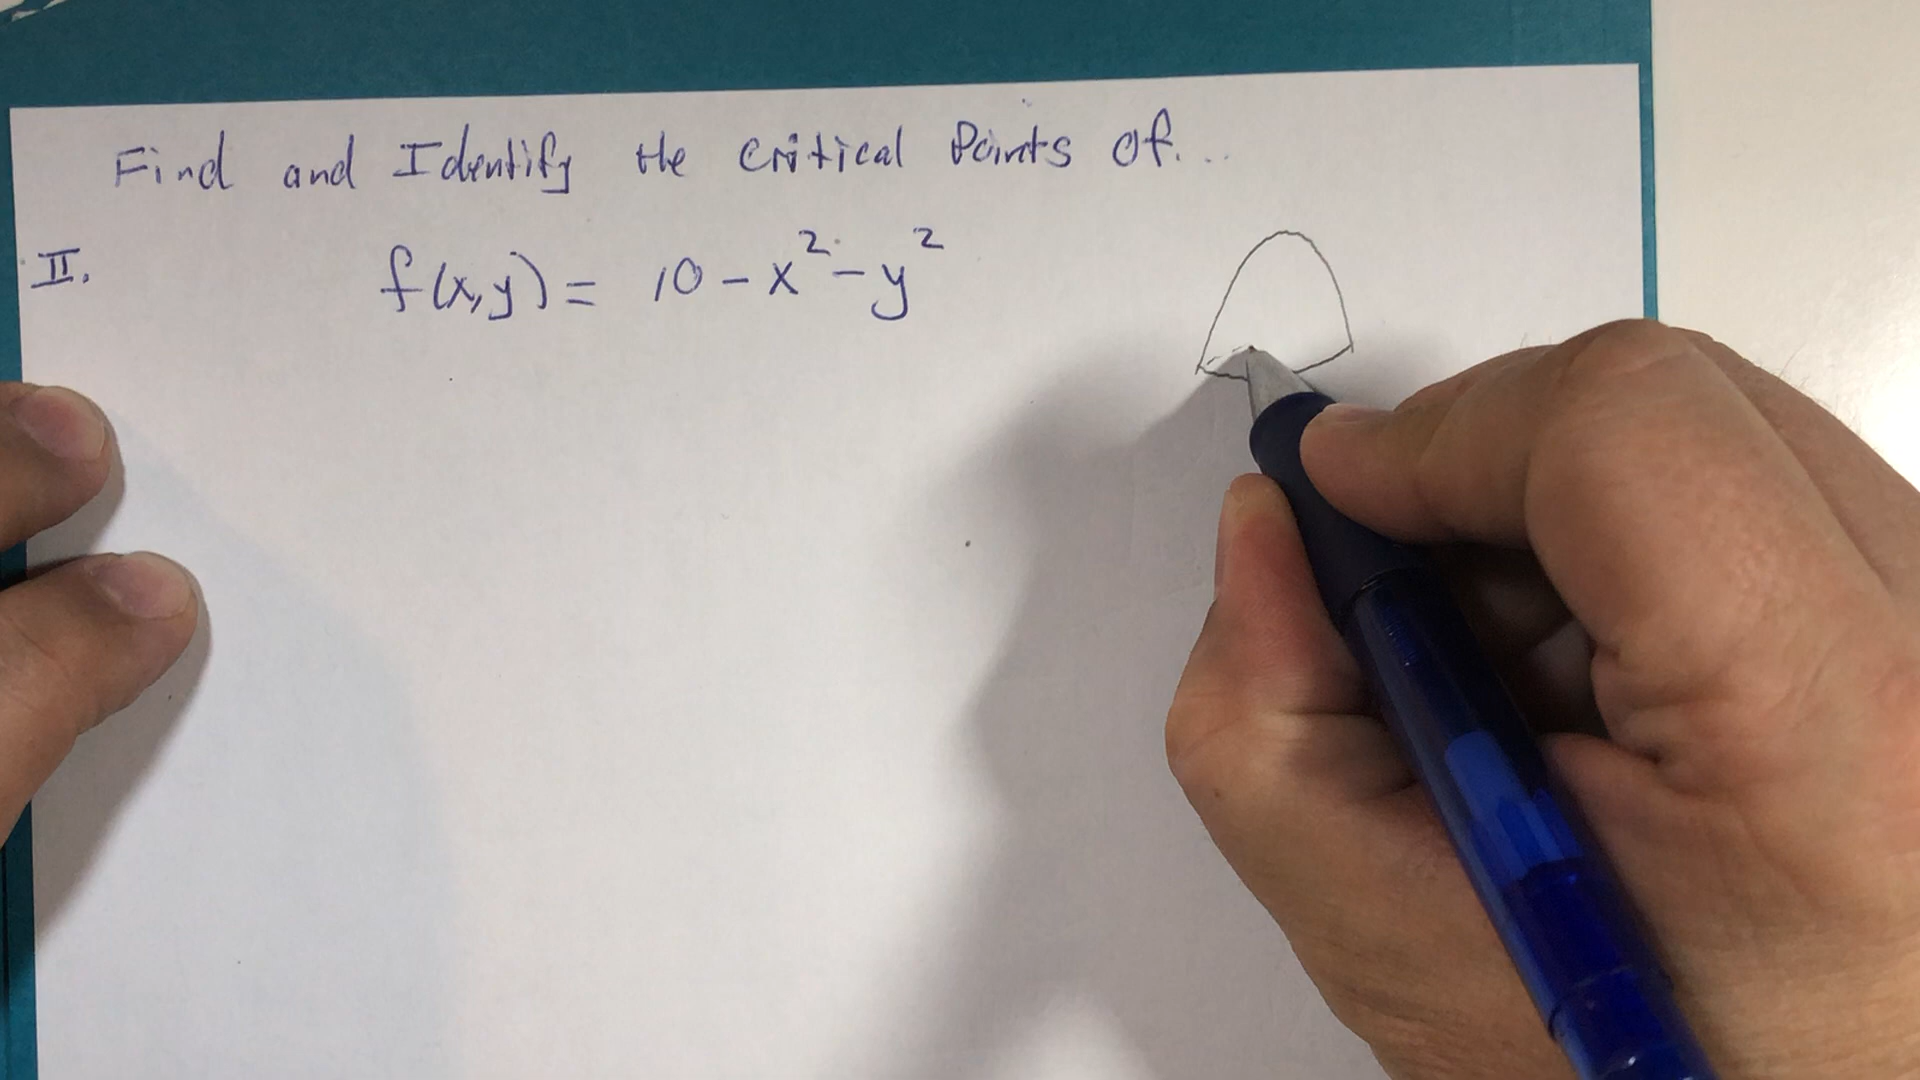 Find and Identify the Critical Points of...
II. f(x,y) = 10 - x² - y²